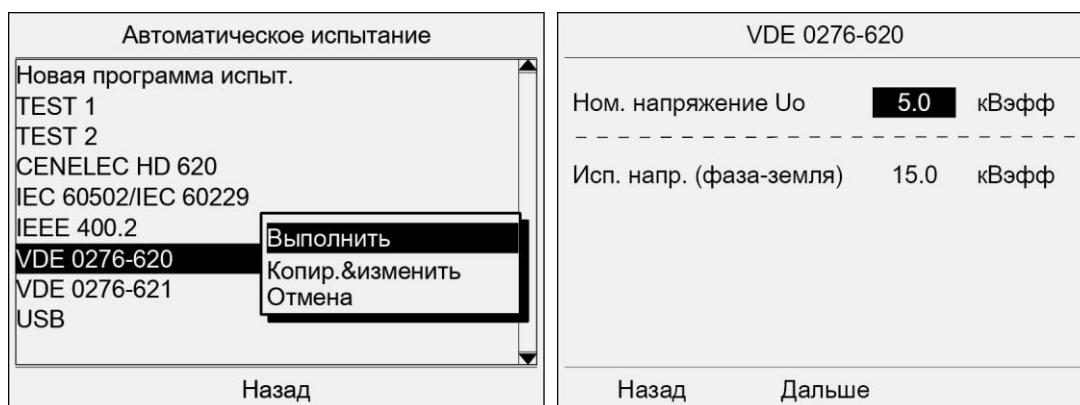 Автоматическое испытание
Новая программа испыт.
TEST 1
TEST 2
CENELEC HD 620
IEC 60502/IEC 60229
IEEE 400.2
VDE 0276-620
VDE 0276-621
USB
Выполнить
Копир.&изменить
Отмена
Назад
VDE 0276-620
Ном. напряжение Uo 5.0 кВэфф
Исп. напр. (фаза-земля) 15.0 кВэфф
Назад Дальше